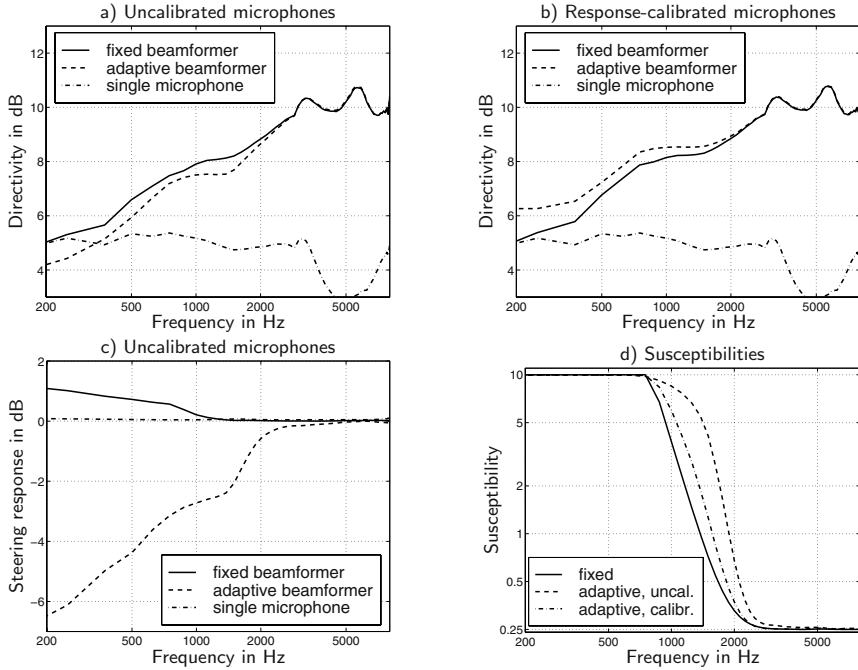 a) Uncalibrated microphones
12
10
8
6
4
Directivity in dB
fixed beamformer
adaptive beamformer
single microphone
200
500
1000
2000
5000
Frequency in Hz
b) Response-calibrated microphones
12
10
8
6
4
Directivity in dB
fixed beamformer
adaptive beamformer
single microphone
200
500
1000
2000
5000
Frequency in Hz
c) Uncalibrated microphones
2
0
−2
−4
−6
Steering response in dB
fixed beamformer
adaptive beamformer
single microphone
200
500
1000
2000
5000
Frequency in Hz
d) Susceptibilities
10
5
2
1
0.5
0.25
Susceptibility
fixed
adaptive, uncal.
adaptive, calibr.
200
500
1000
2000
5000
Frequency in Hz